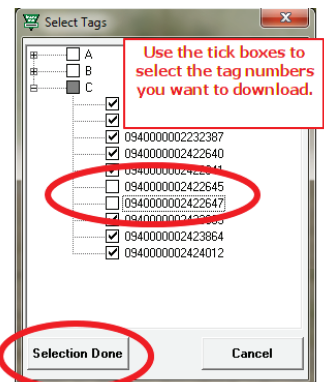 Select Tags
x
A
Use the tick boxes to
select the tag numbers
you want to download.
B
C
0940000002232387
0940000002422640
0940000002422645
0940000002422647
0940000002423864
0940000002424012
Selection Done
Cancel